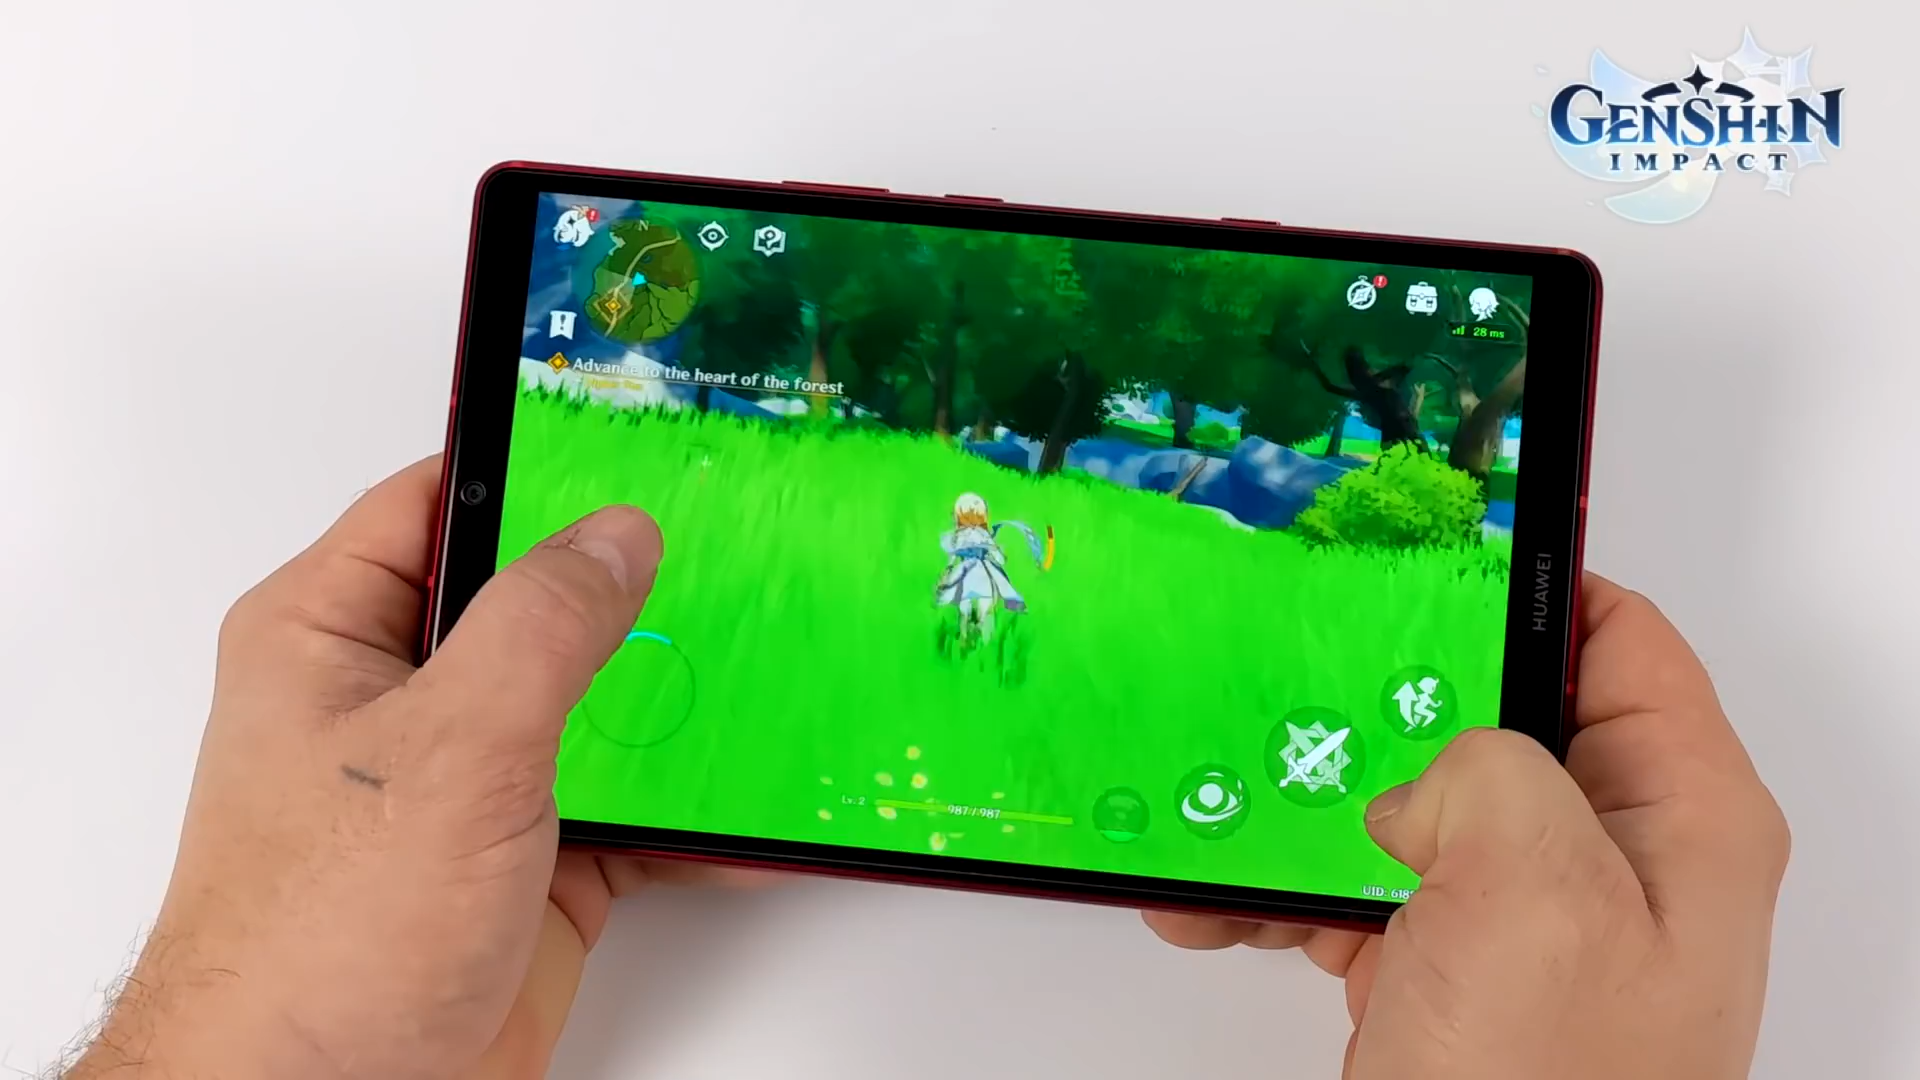 GENSHIN
IMPACT
N
28 ms
Advance to the heart of the forest
HUAWEI
Lv. 2
987 / 987
UID: 618